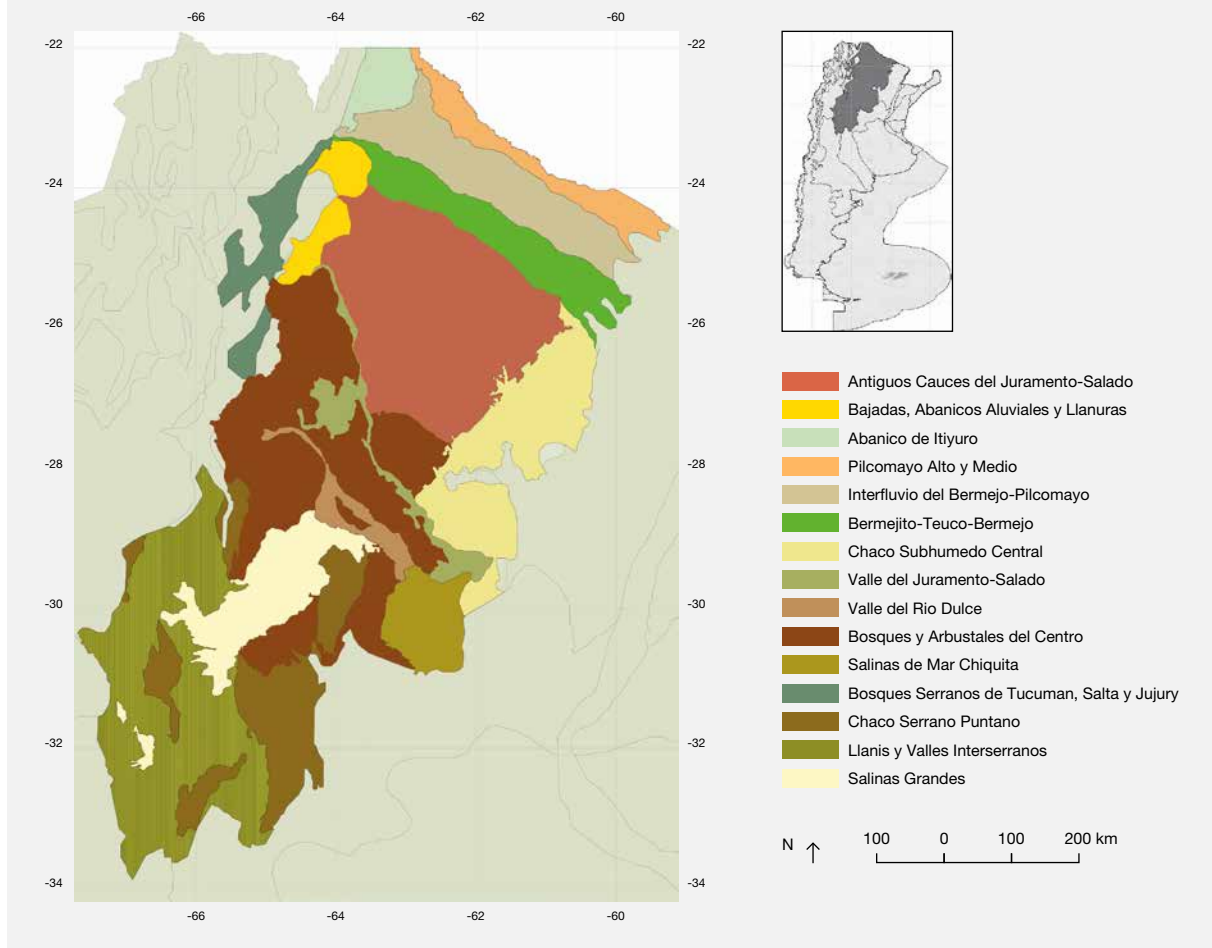 -66 -64 -62 -60
-22 -22
-24 -24
-26 -26
-28 -28
-30 -30
-32 -32
-34 -34
-66 -64 -62 -60
Antiguos Cauces del Juramento-Salado
Bajadas, Abanicos Aluviales y Llanuras
Abanico de Itiyuro
Pilcomayo Alto y Medio
Interfluvio del Bermejo-Pilcomayo
Bermejito-Teuco-Bermejo
Chaco Subhumedo Central
Valle del Juramento-Salado
Valle del Rio Dulce
Bosques y Arbustales del Centro
Salinas de Mar Chiquita
Bosques Serranos de Tucuman, Salta y Jujury
Chaco Serrano Puntano
Llanis y Valles Interserranos
Salinas Grandes
N 100 0 100 200 km